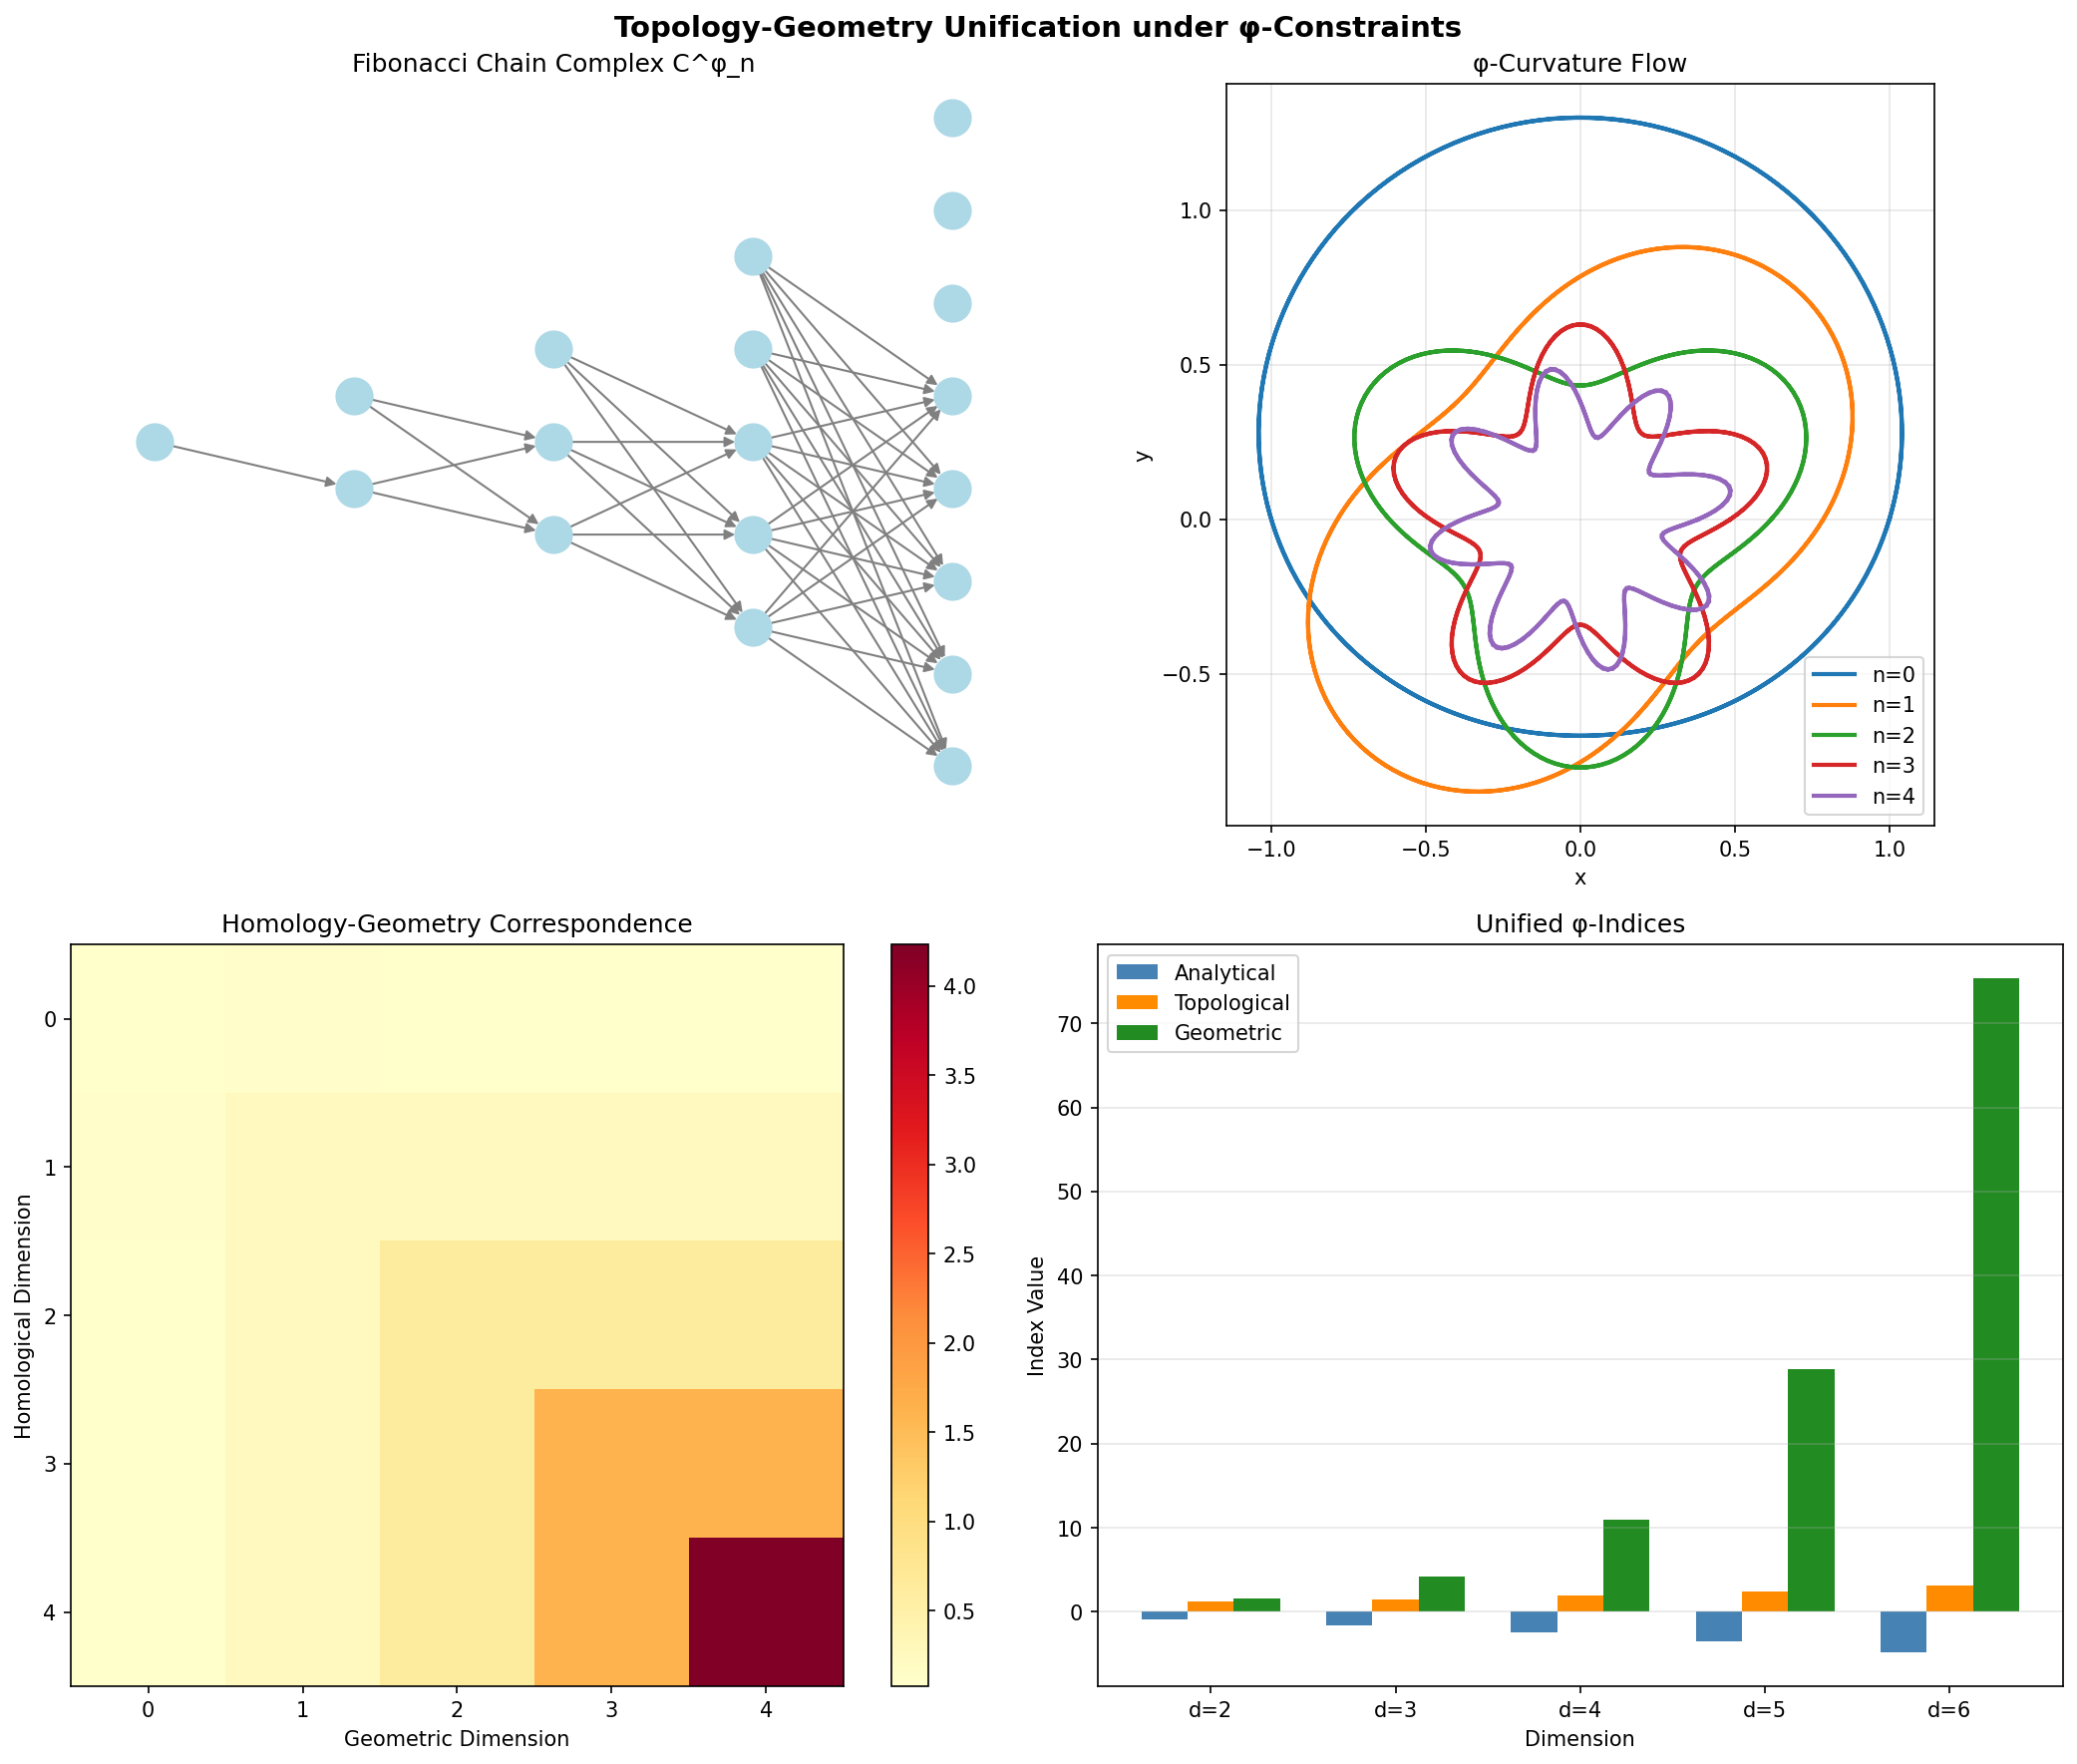 Topology-Geometry Unification under φ-Constraints
Fibonacci Chain Complex C^φ_n
φ-Curvature Flow
1.0
0.5
0.0
−0.5
y
−1.0
−0.5
0.0
0.5
1.0
x
n=0
n=1
n=2
n=3
n=4
Homology-Geometry Correspondence
0
1
2
3
4
Homological Dimension
0
1
2
3
4
Geometric Dimension
4.0
3.5
3.0
2.5
2.0
1.5
1.0
0.5
Unified φ-Indices
Analytical
Topological
Geometric
70
60
50
40
30
20
10
0
Index Value
d=2
d=3
d=4
d=5
d=6
Dimension